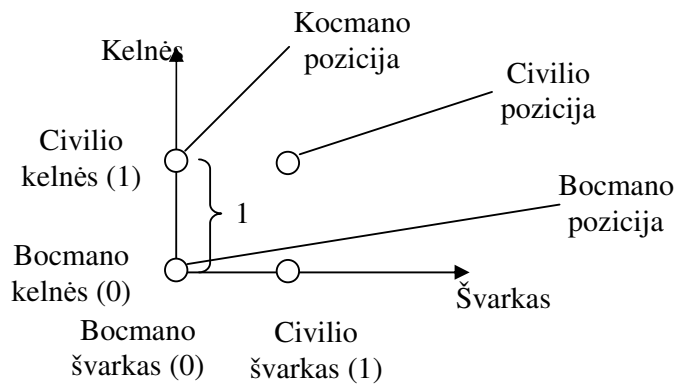 Kelnės
Kocmano
pozicija
Civilio
pozicija
Civilio
kelnės (1)
1
Bocmano
pozicija
Bocmano
kelnės (0)
Švarkas
Bocmano
švarkas (0)
Civilio
švarkas (1)